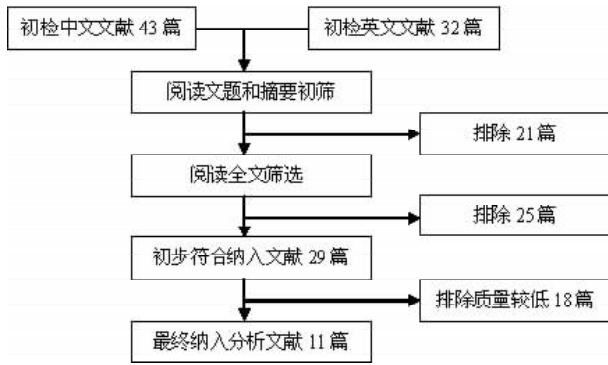 初检中文文献 43 篇
初检英文文献 32 篇
阅读文题和摘要初筛
排除 21 篇
阅读全文筛选
排除 25 篇
初步符合纳入文献 29 篇
排除质量较低 18 篇
最终纳入分析文献 11 篇